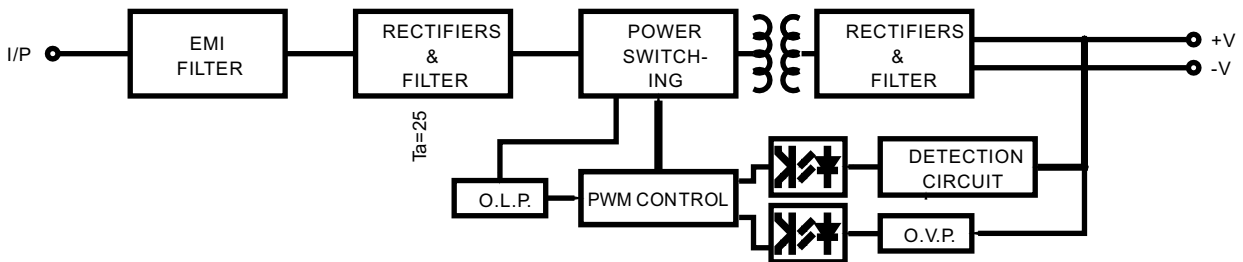 I/P
EMI
FILTER
RECTIFIERS
&
FILTER
POWER
SWITCH-
ING
RECTIFIERS
&
FILTER
+V
-V
Ta=25
O.L.P.
PWM CONTROL
DETECTION
CIRCUIT
O.V.P.